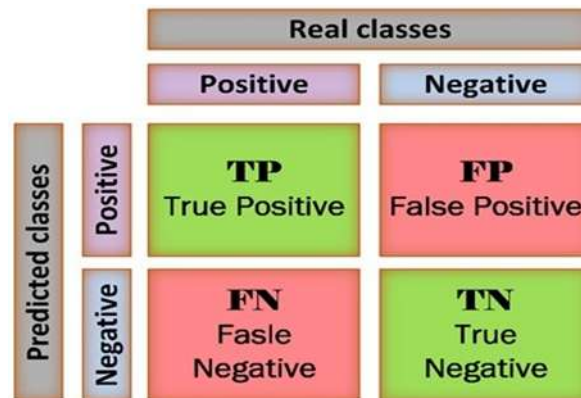 Real classes
Positive Negative
Predicted classes
Positive
TP
True Positive
FP
False Positive
Negative
FN
Fasle
Negative
TN
True
Negative